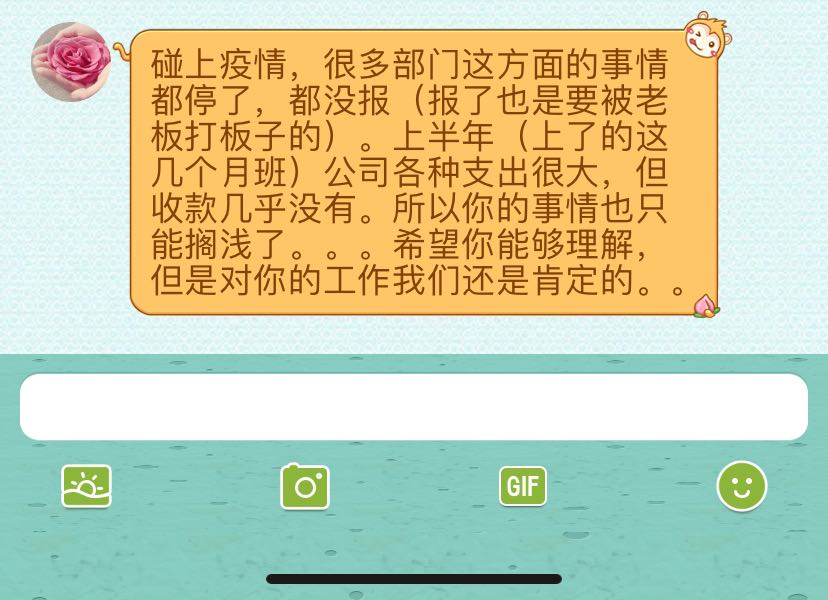 碰上疫情，很多部门这方面的事情
都停了，都没报（报了也是要被老
板打板子的）。上半年（上了的这
几个月班）公司各种支出很大，但
收款几乎没有。所以你的事情也只
能搁浅了。。。希望你能够理解，
但是对你的工作我们还是肯定的。。
GIF